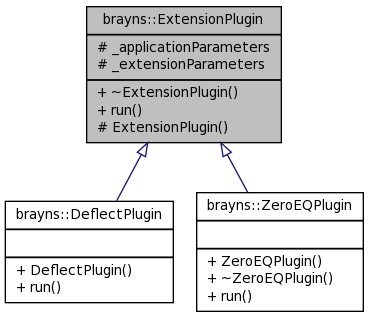 brayns::ExtensionPlugin
# _applicationParameters
# _extensionParameters
+ ~ExtensionPlugin()
+ run()
# ExtensionPlugin()
brayns::DeflectPlugin
+ DeflectPlugin()
+ run()
brayns::ZeroEQPlugin
+ ZeroEQPlugin()
+ ~ZeroEQPlugin()
+ run()